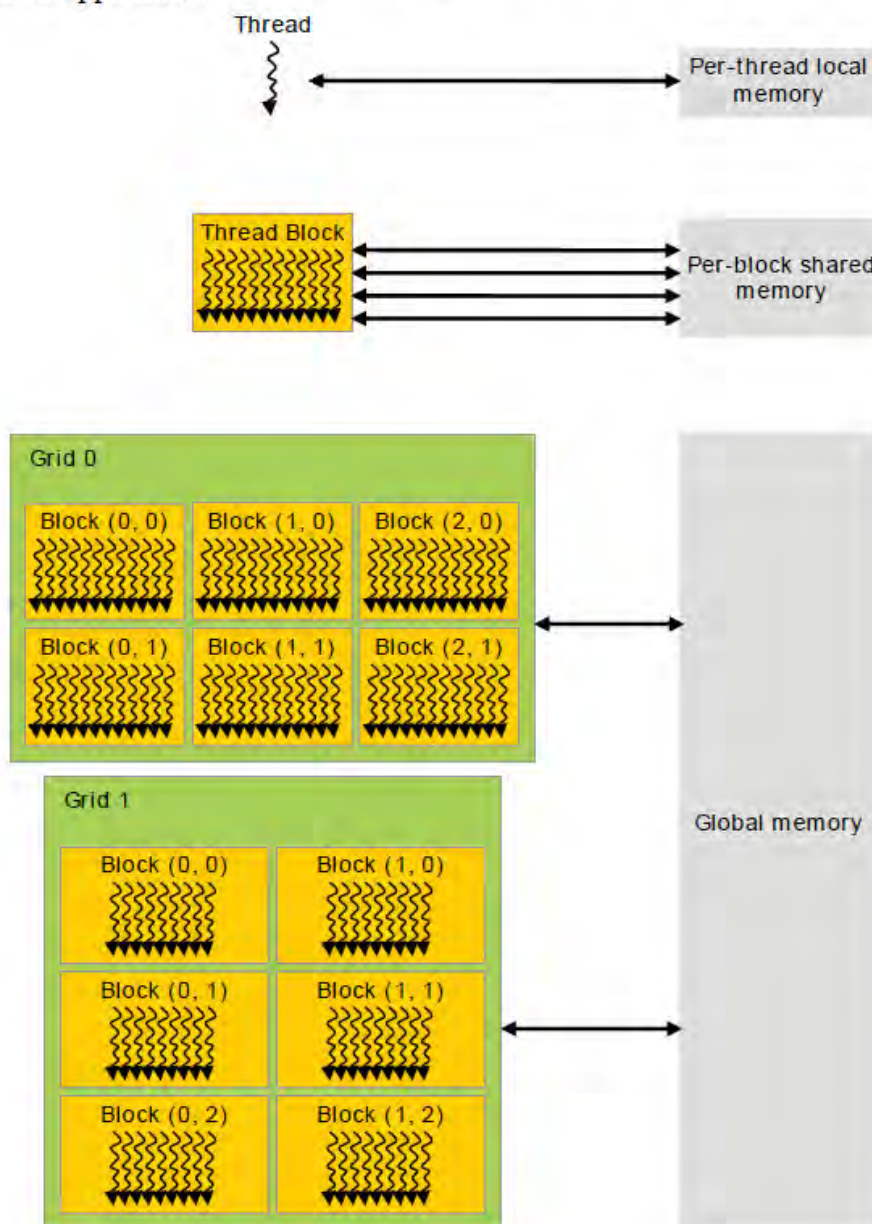 Thread
Per-thread local
memory
Thread Block
Per-block shared
memory
Grid 0
Block (0, 0) Block (1, 0) Block (2, 0)
Block (0, 1) Block (1, 1) Block (2, 1)
Grid 1
Global memory
Block (0, 0) Block (1, 0)
Block (0, 1) Block (1, 1)
Block (0, 2) Block (1, 2)